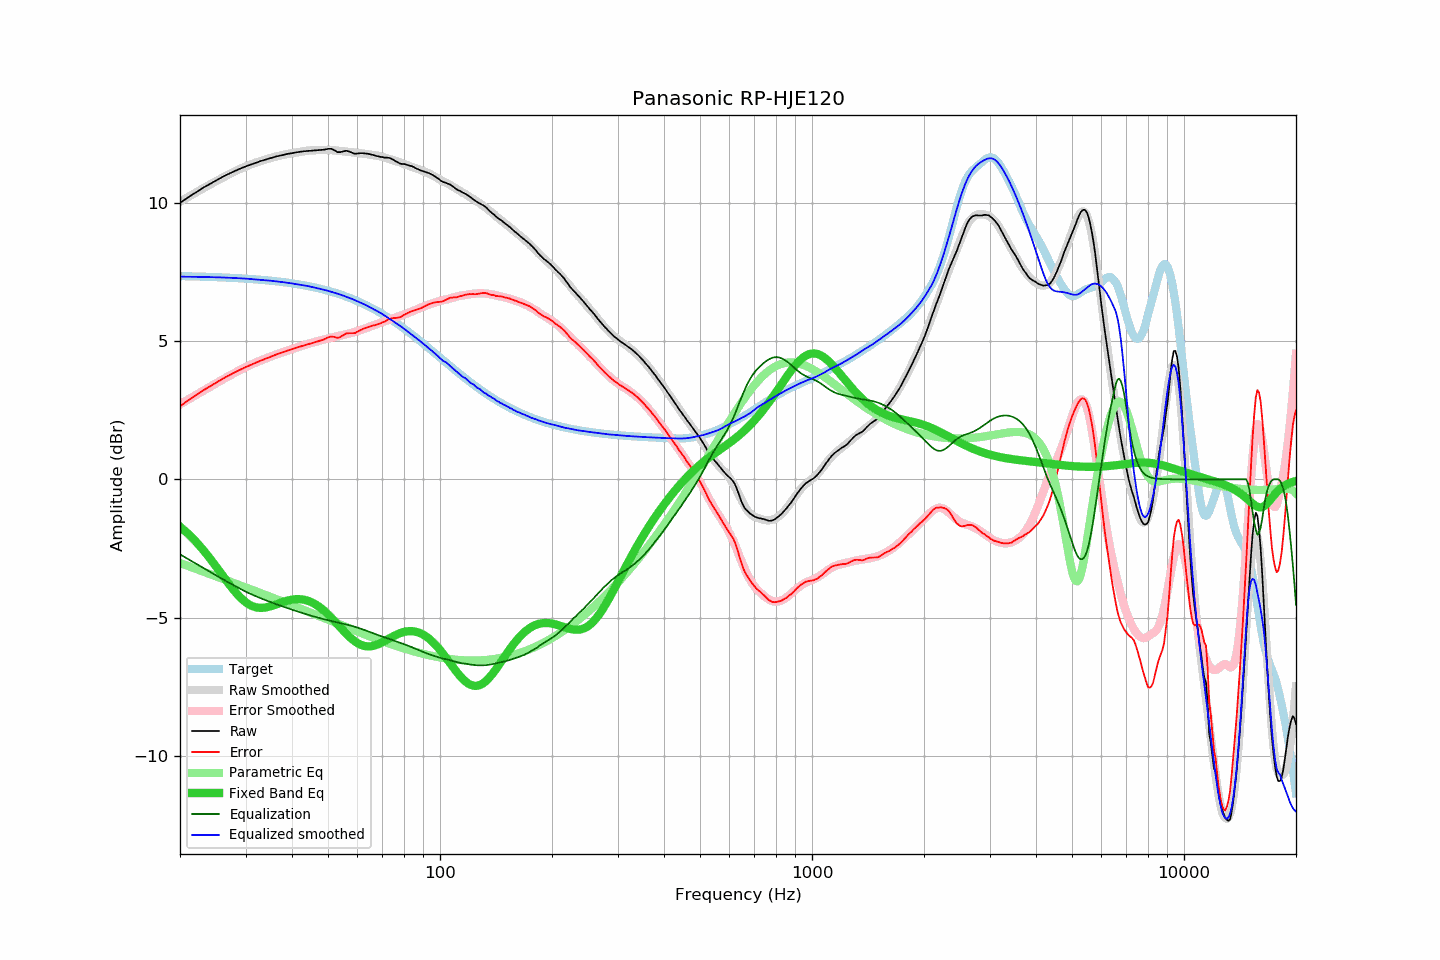 Panasonic RP-HJE120
Amplitude (dBr)
10
5
0
−5
−10
Target
Raw Smoothed
Error Smoothed
Raw
Error
Parametric Eq
Fixed Band Eq
Equalization
Equalized smoothed
100
1000
10000
Frequency (Hz)